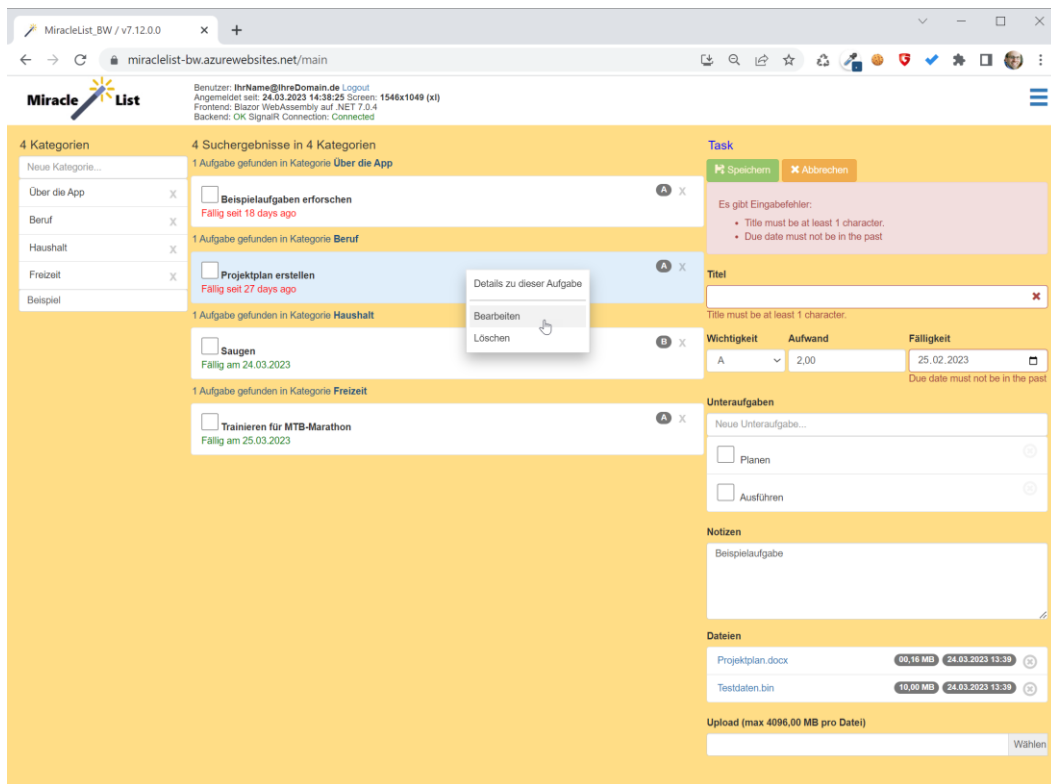 MiracleList_BW / v7.12.0.0
miraclelist-bw.azurewebsites.net/main
Miracle List
Benutzer: IhrName@IhreDomain.de Logout
Angemeldet seit: 24.03.2023 14:38:25 Screen: 1546x1049 (xl)
Frontend: Blazor WebAssembly auf .NET 7.0.4
Backend: OK SignalR Connection: Connected
4 Kategorien
Neue Kategorie...
Über die App X
Beruf X
Haushalt X
Freizeit X
Beispiel
4 Suchergebnisse in 4 Kategorien
1 Aufgabe gefunden in Kategorie Über die App
Beispielaufgaben erforschen A X
Fällig seit 18 days ago
1 Aufgabe gefunden in Kategorie Beruf
Projektplan erstellen A X
Fällig seit 27 days ago
Details zu dieser Aufgabe
Bearbeiten
Löschen
1 Aufgabe gefunden in Kategorie Haushalt
Saugen B X
Fällig am 24.03.2023
1 Aufgabe gefunden in Kategorie Freizeit
Trainieren für MTB-Marathon A X
Fällig am 25.03.2023
Task
Speichern Abbrechen
Es gibt Eingabefehler:
Title must be at least 1 character.
Due date must not be in the past
Titel
Title must be at least 1 character.
Wichtigkeit Aufwand Fälligkeit
A 2,00 25.02.2023
Due date must not be in the past
Unteraufgaben
Neue Unteraufgabe...
Planen
Ausführen
Notizen
Beispielaufgabe
Dateien
Projektplan.docx 00,16 MB 24.03.2023 13:39
Testdaten.bin 10,00 MB 24.03.2023 13:39
Upload (max 4096,00 MB pro Datei)
Wählen